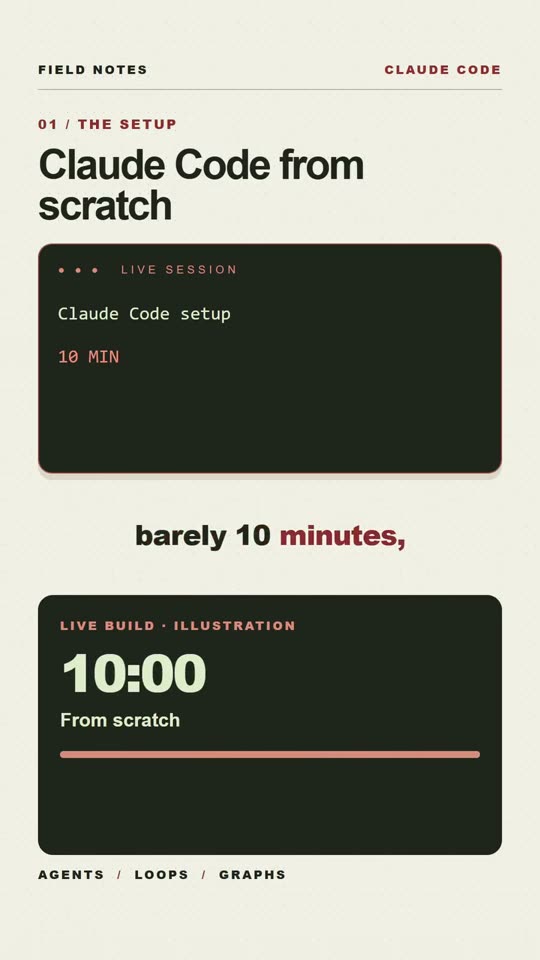 FIELD NOTES
CLAUDE CODE
01 / THE SETUP
Claude Code from
scratch
LIVE SESSION
Claude Code setup
10 MIN
barely 10 minutes,
LIVE BUILD · ILLUSTRATION
10:00
From scratch
AGENTS / LOOPS / GRAPHS